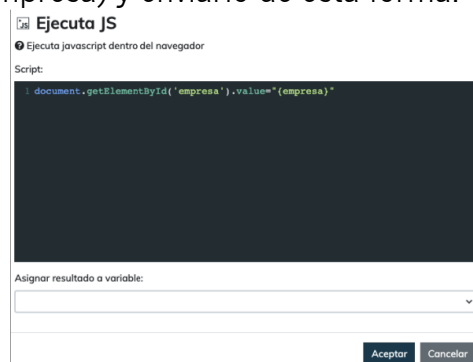 enviarlo de esta forma:
Ejecuta JS
Ejecuta javascript dentro del navegador
Script:
1 document.getElementById('empresa').value="{empresa}"
Asignar resultado a variable:
Aceptar Cancelar